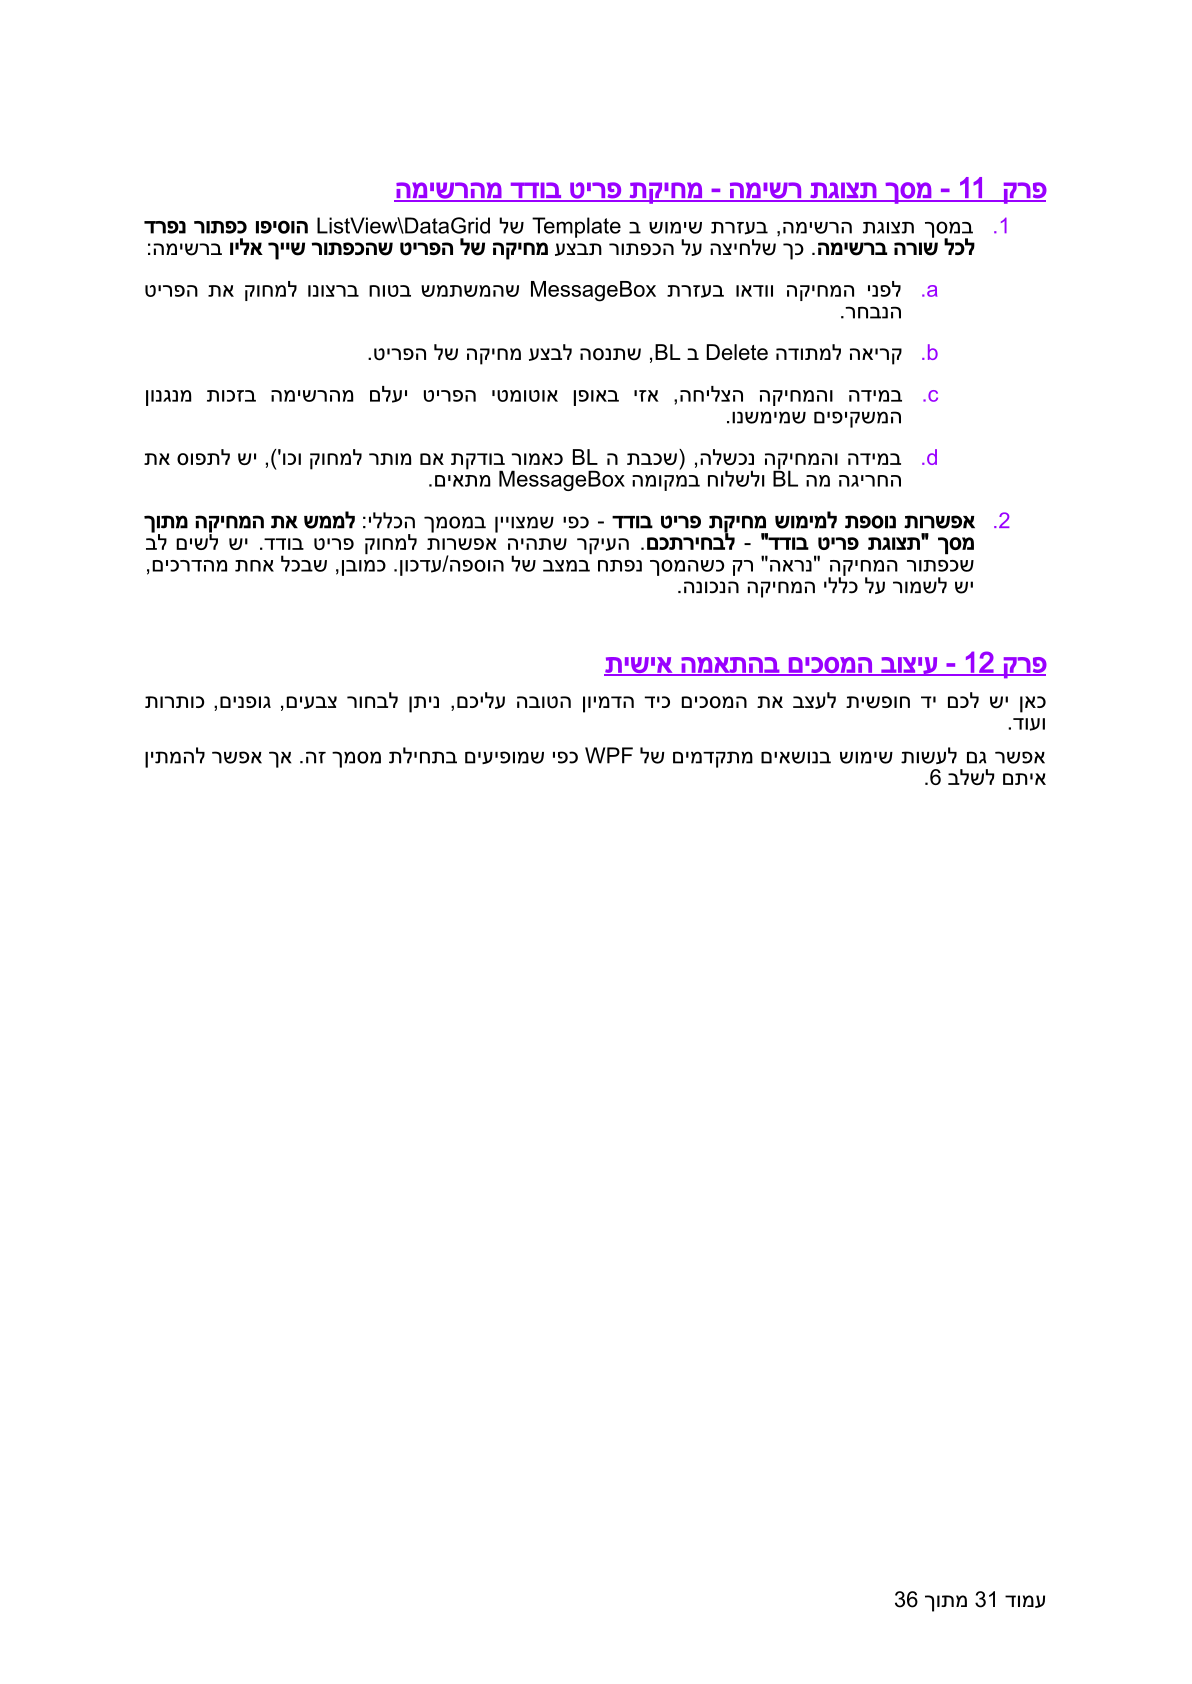 פרק  11 - מסך תצוגת רשימה - מחיקת פריט בודד מהרשימה
1. במסך תצוגת הרשימה, בעזרת שימוש ב Template של ListView\DataGrid הוסיפו כפתור נפרד
לכל שורה ברשימה. כך שלחיצה על הכפתור תבצע מחיקה של הפריט שהכפתור שייך אליו ברשימה:
a. לפני המחיקה וודאו בעזרת MessageBox שהמשתמש בטוח ברצונו למחוק את הפריט
הנבחר.
b. קריאה למתודה Delete ב BL, שתנסה לבצע מחיקה של הפריט.
c. במידה והמחיקה הצליחה, אזי באופן אוטומטי הפריט יעלם מהרשימה בזכות מנגנון
המשקיפים שמימשנו.
d. במידה והמחיקה נכשלה, (שכבת ה BL כאמור בודקת אם מותר למחוק וכו'), יש לתפוס את
החריגה מה BL ולשלוח במקומה MessageBox מתאים.
2. אפשרות נוספת למימוש מחיקת פריט בודד - כפי שמצויין במסמך הכללי: לממש את המחיקה מתוך
מסך "תצוגת פריט בודד" - לבחירתכם. העיקר שתהיה אפשרות למחוק פריט בודד. יש לשים לב
שכפתור המחיקה "נראה" רק כשהמסך נפתח במצב של הוספה/עדכון. כמובן, שבכל אחת מהדרכים,
יש לשמור על כללי המחיקה הנכונה.
פרק 12 - עיצוב המסכים בהתאמה אישית
כאן יש לכם יד חופשית לעצב את המסכים כיד הדמיון הטובה עליכם, ניתן לבחור צבעים, גופנים, כותרות
ועוד.
אפשר גם לעשות שימוש בנושאים מתקדמים של WPF כפי שמופיעים בתחילת מסמך זה. אך אפשר להמתין
איתם לשלב 6.
עמוד 31 מתוך 36